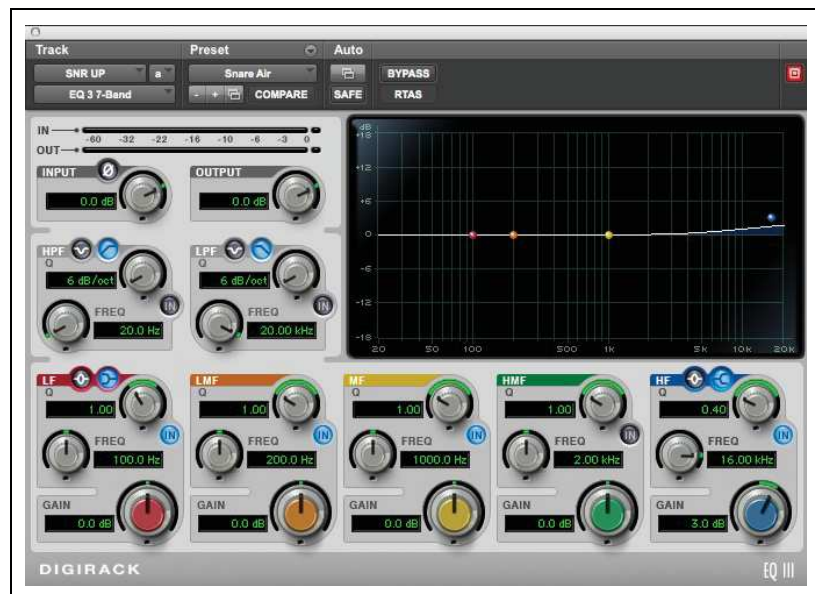 Track Preset Auto
SNR UP a Snare Air BYPASS
EQ 3 7-Band - + COMPARE SAFE RTAS
IN -60 -32 -22 -16 -10 -6 -3 0
OUT
INPUT Ø OUTPUT
0.0 dB 0.0 dB
HPF LPF
Q Q
6 dB/oct 6 dB/oct
IN IN
FREQ FREQ
20.0 Hz 20.00 kHz
dB
+18
+12
+6
0
-6
-12
-18
20 50 100 500 1K 5K 10K 20K
LF LMF MF HMF HF
Q Q Q Q Q
1.00 1.00 1.00 1.00 0.40
IN IN IN IN IN
FREQ FREQ FREQ FREQ FREQ
100.0 Hz 200.0 Hz 1000.0 Hz 2.00 kHz 16.00 kHz
GAIN GAIN GAIN GAIN GAIN
0.0 dB 0.0 dB 0.0 dB 0.0 dB 3.0 dB
DIGIRACK EQ III